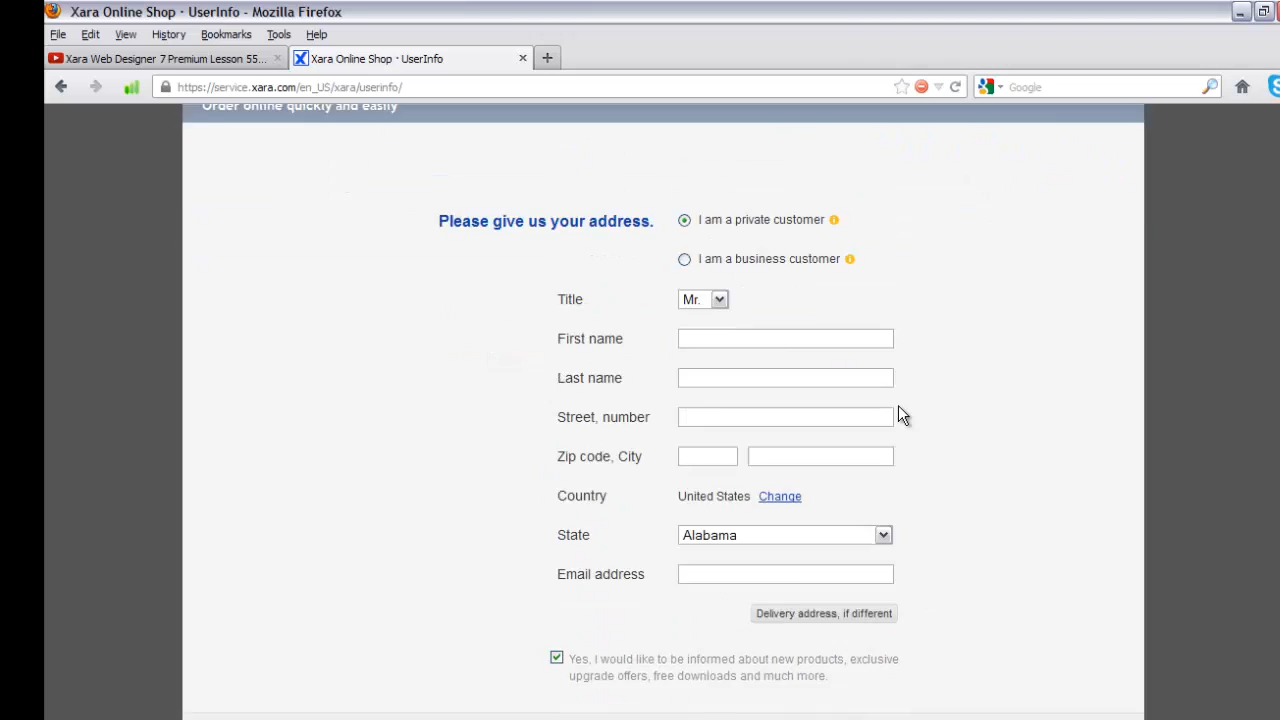 Xara Online Shop · UserInfo - Mozilla Firefox
File Edit View History Bookmarks Tools Help
Xara Web Designer 7 Premium Lesson 55... Xara Online Shop · UserInfo
https://service.xara.com/en_US/xara/userinfo/ Google
Order online quickly and easily
Please give us your address. I am a private customer
I am a business customer
Title Mr.
First name
Last name
Street, number
Zip code, City
Country United States Change
State Alabama
Email address
Delivery address, if different
Yes, I would like to be informed about new products, exclusive
upgrade offers, free downloads and much more.